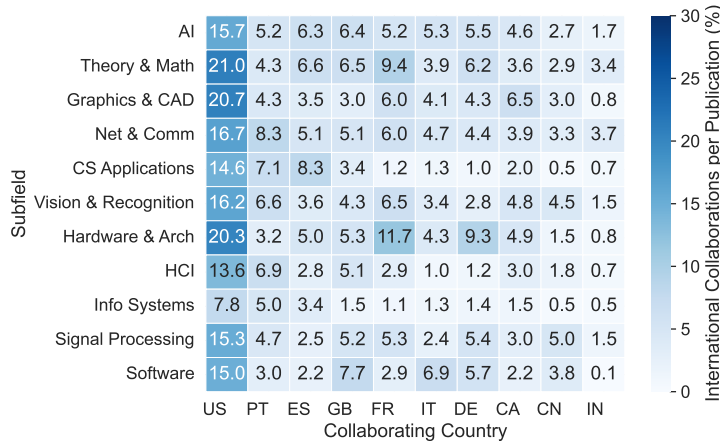 AI 15.7 5.2 6.3 6.4 5.2 5.3 5.5 4.6 2.7 1.7
Theory & Math 21.0 4.3 6.6 6.5 9.4 3.9 6.2 3.6 2.9 3.4
Graphics & CAD 20.7 4.3 3.5 3.0 6.0 4.1 4.3 6.5 3.0 0.8
Net & Comm 16.7 8.3 5.1 5.1 6.0 4.7 4.4 3.9 3.3 3.7
CS Applications 14.6 7.1 8.3 3.4 1.2 1.3 1.0 2.0 0.5 0.7
Vision & Recognition 16.2 6.6 3.6 4.3 6.5 3.4 2.8 4.8 4.5 1.5
Hardware & Arch 20.3 3.2 5.0 5.3 11.7 4.3 9.3 4.9 1.5 0.8
HCI 13.6 6.9 2.8 5.1 2.9 1.0 1.2 3.0 1.8 0.7
Info Systems 7.8 5.0 3.4 1.5 1.1 1.3 1.4 1.5 0.5 0.5
Signal Processing 15.3 4.7 2.5 5.2 5.3 2.4 5.4 3.0 5.0 1.5
Software 15.0 3.0 2.2 7.7 2.9 6.9 5.7 2.2 3.8 0.1
US PT ES GB FR IT DE CA CN IN
Collaborating Country
Subfield
30
25
20
15
10
5
0
International Collaborations per Publication (%)